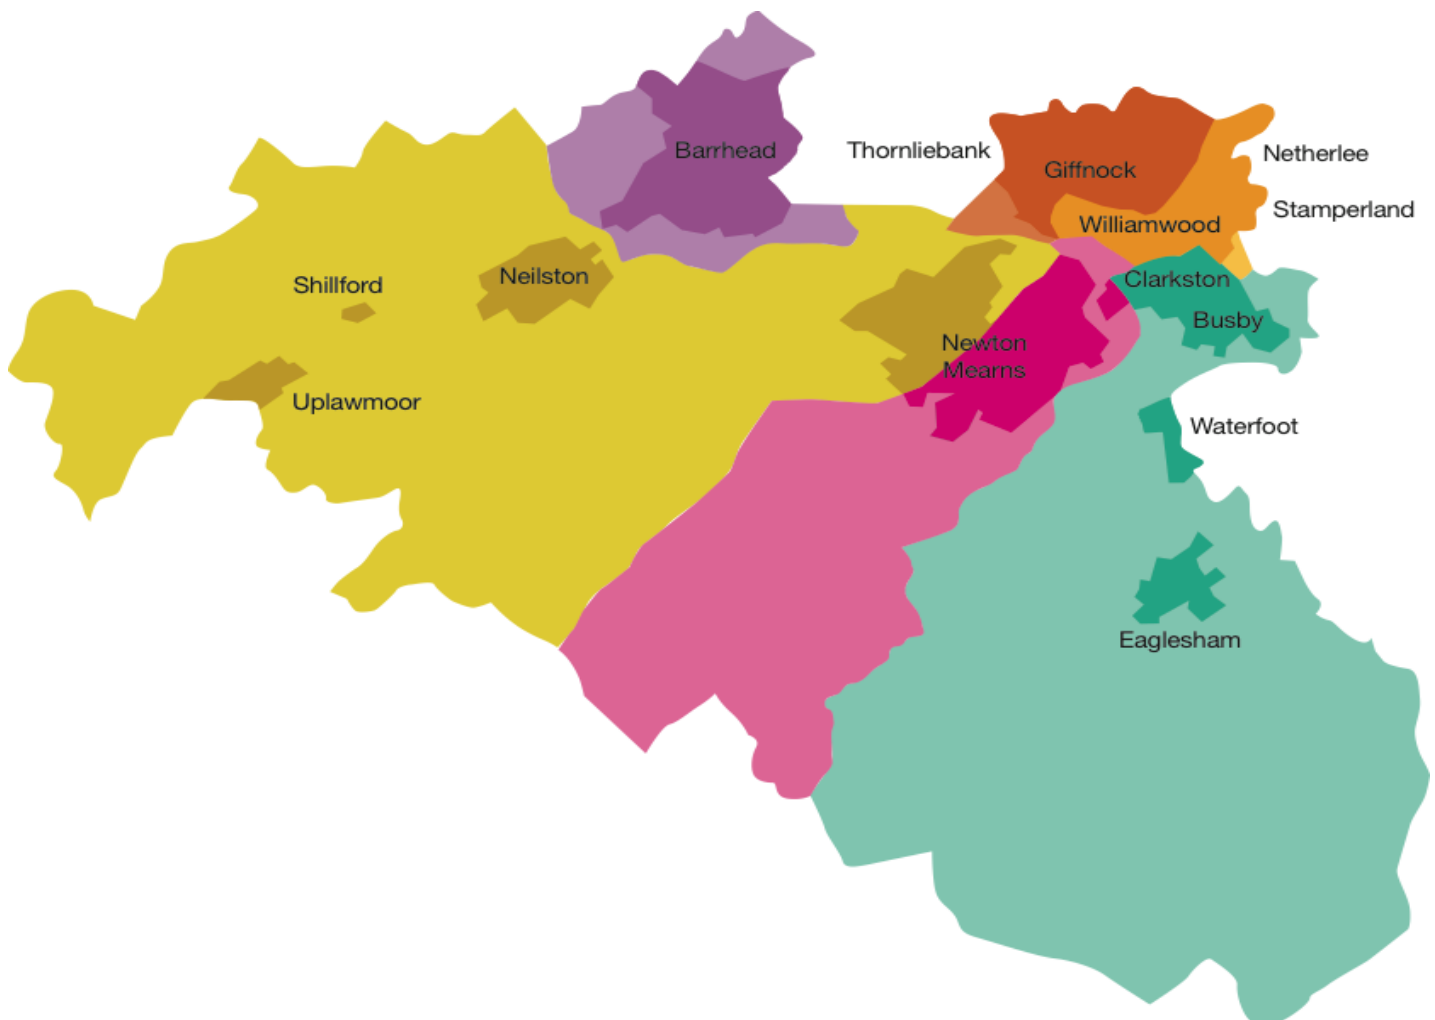 Barrhead
Thornliebank
Giffnock
Netherlee
Stamperland
Williamwood
Shillford
Neilston
Clarkston
Busby
Newton
Mearns
Uplawmoor
Waterfoot
Eaglesham